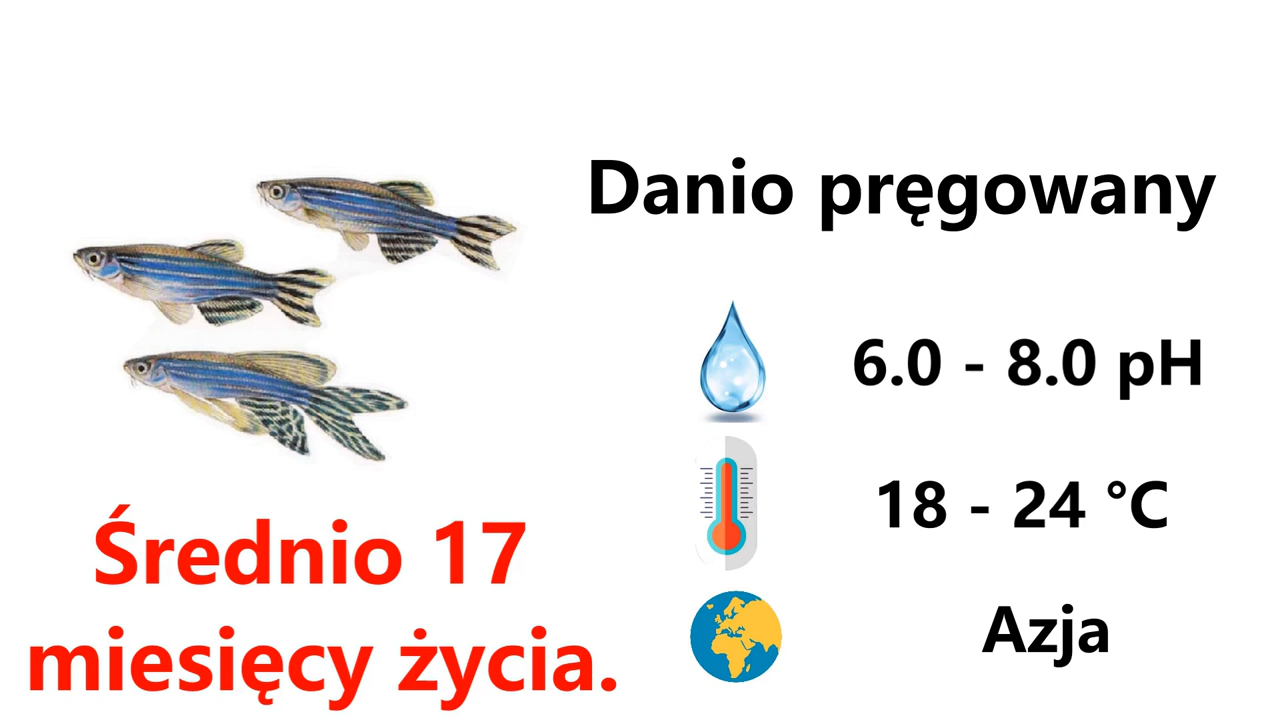 Danio pręgowany
6.0 - 8.0 pH
18 - 24 °C
Azja
Średnio 17
miesięcy życia.